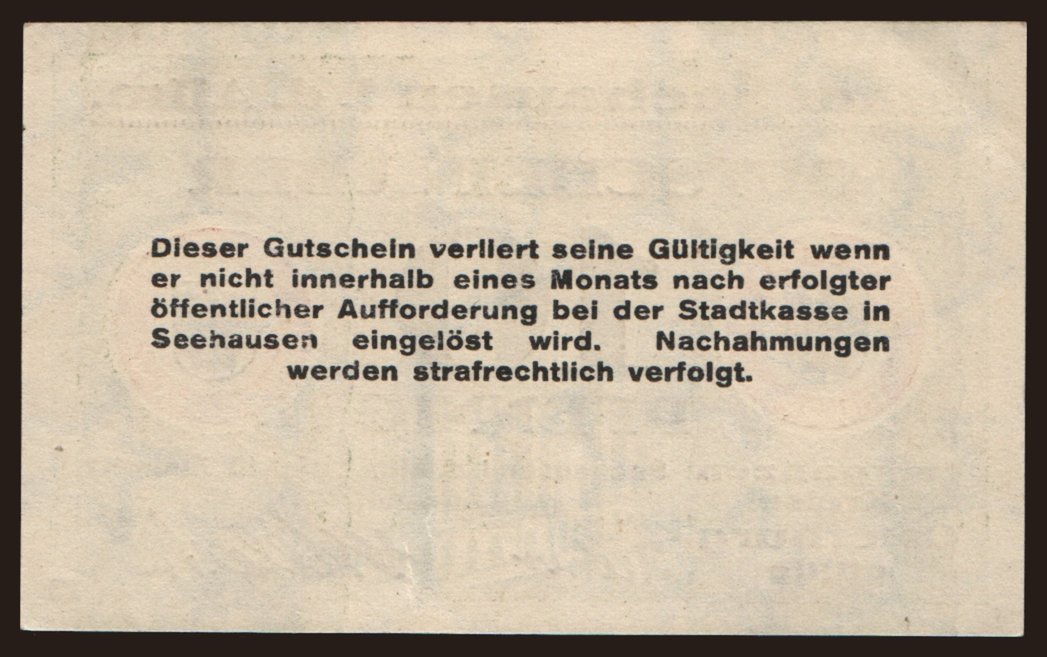 Dieser Gutschein verliert seine Gültigkeit wenn
er nicht innerhalb eines Monats nach erfolgter
öffentlicher Aufforderung bei der Stadtkasse in
Seehausen eingelöst wird. Nachahmungen
werden strafrechtlich verfolgt.